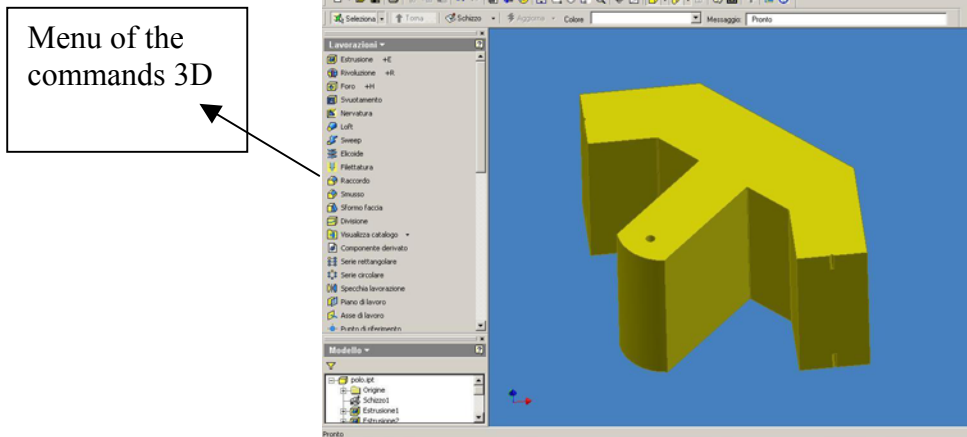 Menu of the
commands 3D
Seleziona
Torna
Schizzo
Aggiorna
Colore
Messaggio:
Pronto
Lavorazioni
Estrusione +E
Rivoluzione +R
Foro +H
Svuotamento
Nervatura
Loft
Sweep
Elicoide
Filettatura
Raccordo
Smusso
Sformo faccia
Divisione
Visualizza catalogo
Componente derivato
Serie rettangolare
Serie circolare
Specchia lavorazione
Piano di lavoro
Asse di lavoro
Punto di riferimento
Modello
polo.ipt
Origine
Schizzo1
Estrusione1
Estrusione2
Pronto